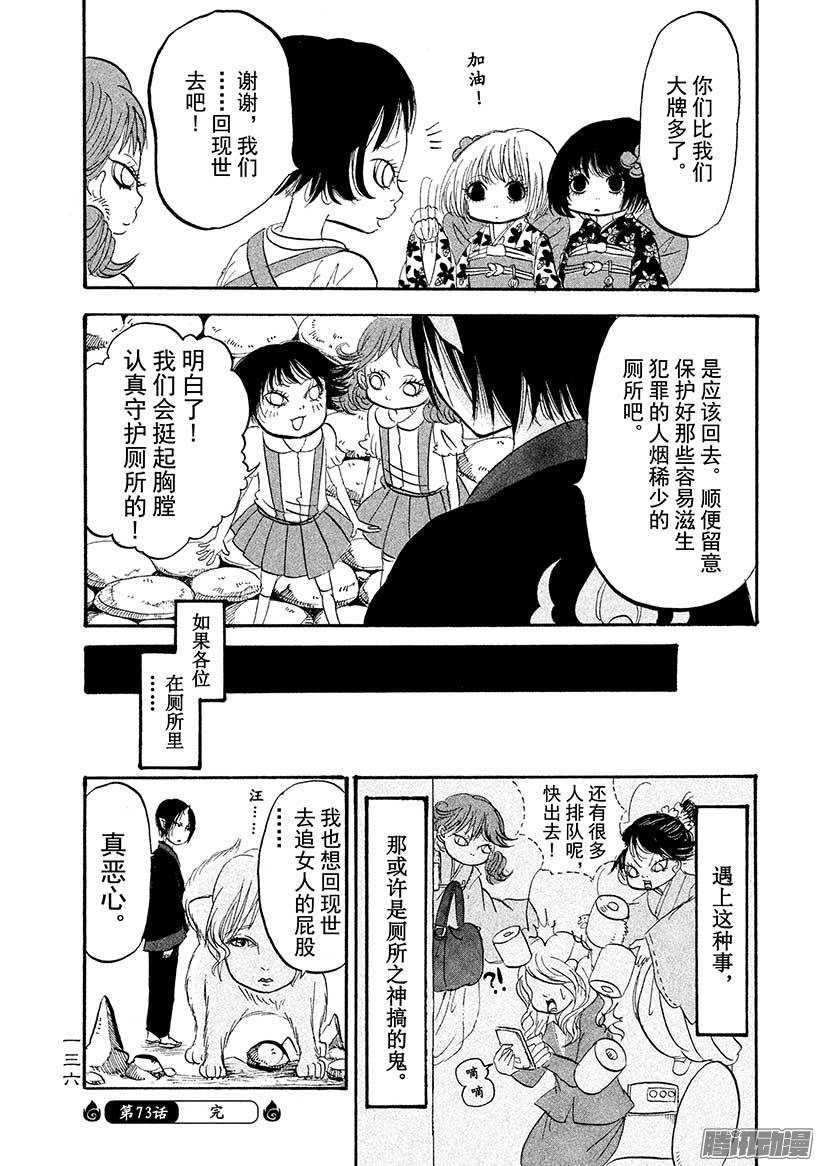 你们比我们
大牌多了。
加油！
谢谢，我们
……回现世
去吧！
是应该回去。顺便留意
保护好那些容易滋生
犯罪的人烟稀少的
厕所吧。
明白了！
我们会挺起胸膛
认真守护厕所的！
如果各位
在厕所里
……
遇上这种事，
还有很多
人排队呢，
快出去！
?!
嘀
嘀
那或许是厕所之神搞的鬼。
汪……
……
我也想回现世
去追女人的屁股
真恶心。
一三六
第73话 完
腾讯动漫